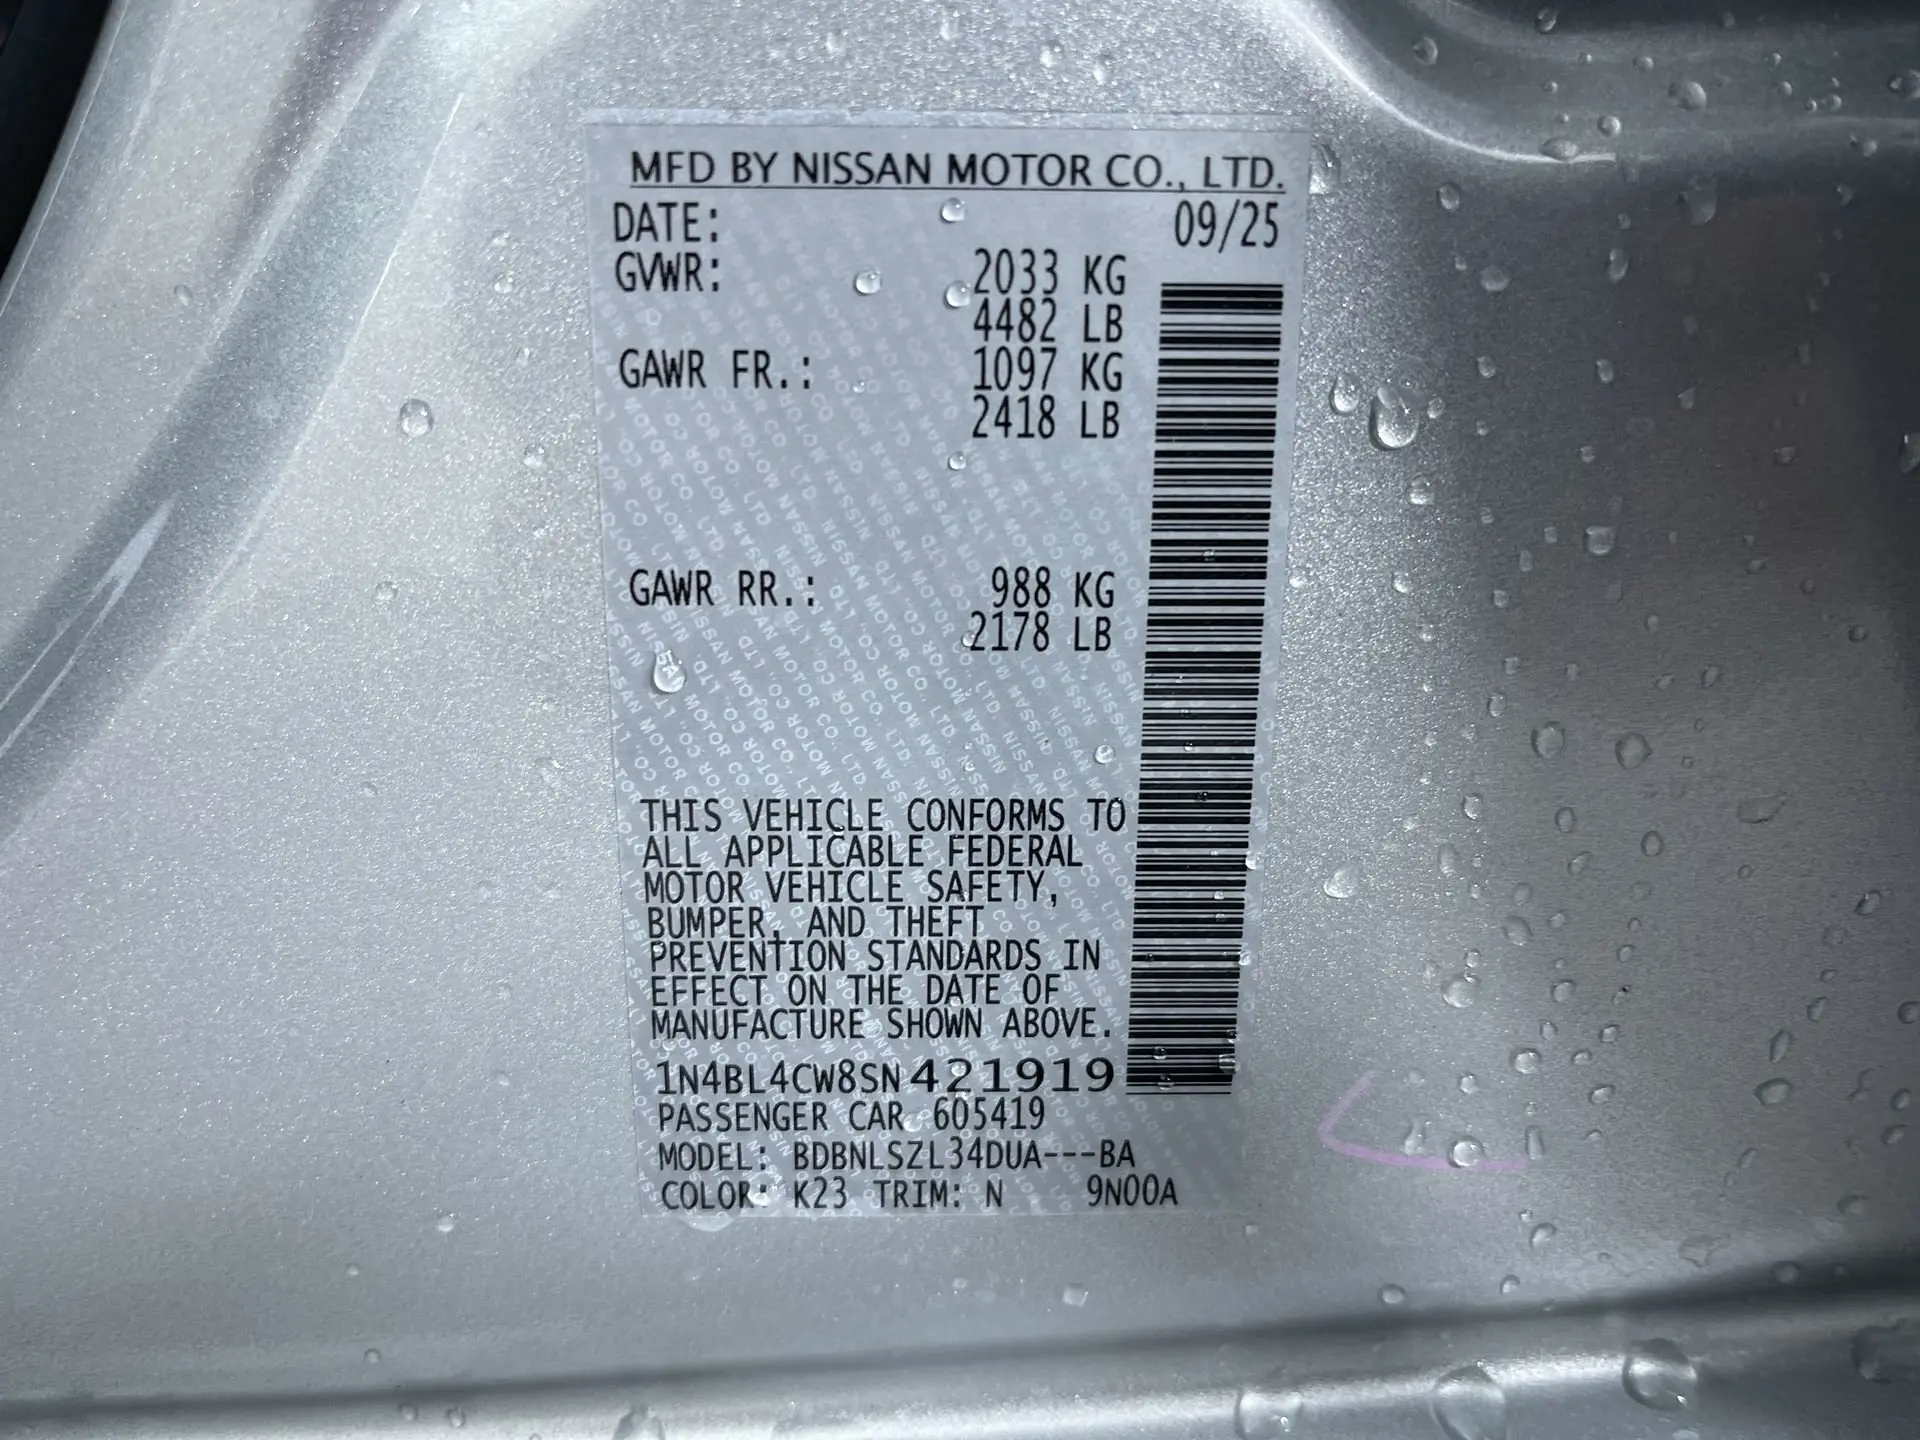 MFD BY NISSAN MOTOR CO., LTD.
DATE: 09/25
GVWR: 2033 KG
4482 LB
GAWR FR.: 1097 KG
2418 LB
GAWR RR.: 988 KG
2178 LB
THIS VEHICLE CONFORMS TO
ALL APPLICABLE FEDERAL
MOTOR VEHICLE SAFETY,
BUMPER, AND THEFT
PREVENTION STANDARDS IN
EFFECT ON THE DATE OF
MANUFACTURE SHOWN ABOVE.
1N4BL4CW8SN421919
PASSENGER CAR 605419
MODEL: BDBNLSZL34DUA---BA
COLOR: K23 TRIM: N 9N00A